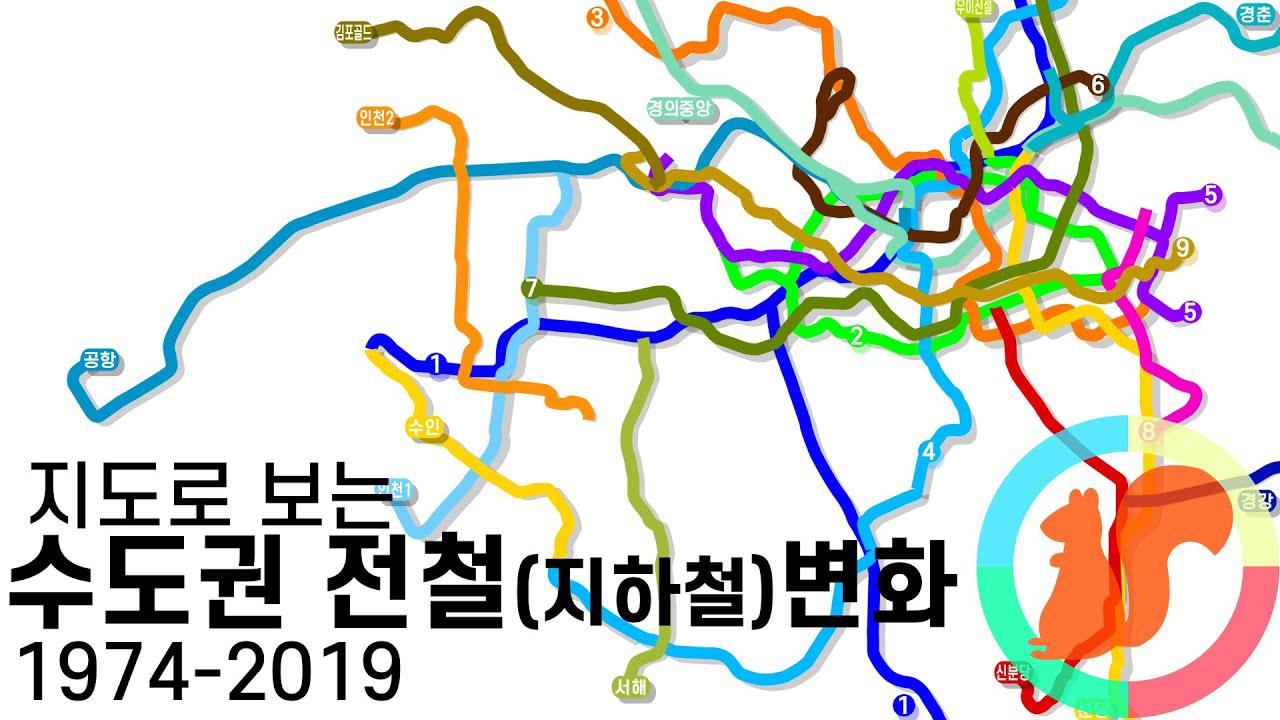 우이신설
경춘
3
김포골드
6
경의중앙
인천2
5
9
7
5
2
공항
1
수인
8
4
인천1
경강
지도로 보는
수도권 전철(지하철)변화
1974-2019
신분당
서해
1
분당